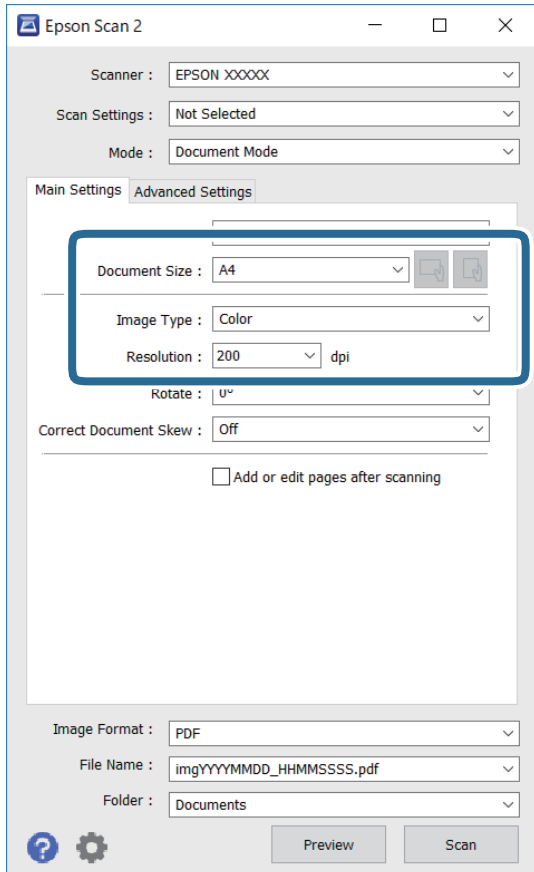 Epson Scan 2
Scanner : EPSON XXXXX
Scan Settings : Not Selected
Mode : Document Mode
Main Settings Advanced Settings
Document Size : A4
Image Type : Color
Resolution : 200 dpi
Rotate : 0°
Correct Document Skew : Off
Add or edit pages after scanning
Image Format : PDF
File Name : imgYYYYMMDD_HHMMSSSS.pdf
Folder : Documents
? Preview Scan